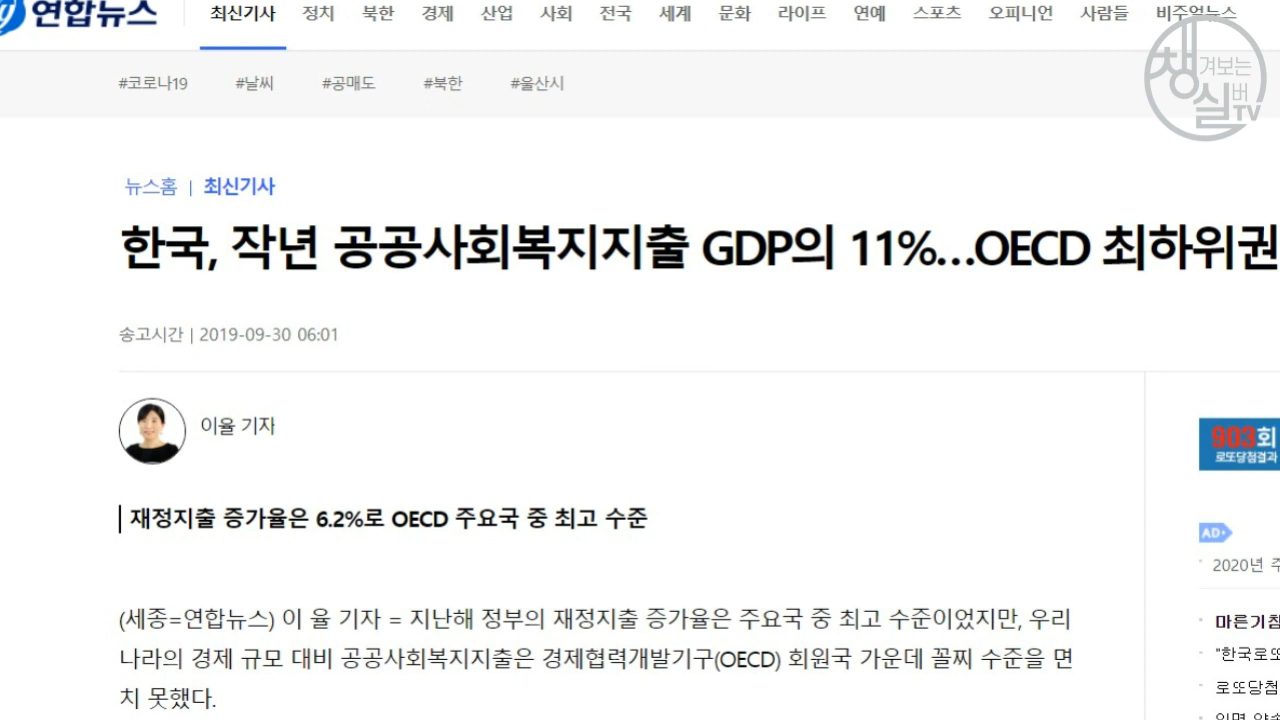 연합뉴스
최신기사 정치 북한 경제 산업 사회 전국 세계 문화 라이프 연예 스포츠 오피니언 사람들 비주얼뉴스
#코로나19 #날씨 #공매도 #북한 #울산시
챙겨보는 실버TV
뉴스홈 | 최신기사
한국, 작년 공공사회복지지출 GDP의 11%...OECD 최하위권
송고시간 | 2019-09-30 06:01
이율 기자
903회
로또당첨결과
재정지출 증가율은 6.2%로 OECD 주요국 중 최고 수준
AD
2020년 주
(세종=연합뉴스) 이 율 기자 = 지난해 정부의 재정지출 증가율은 주요국 중 최고 수준이었지만, 우리
나라의 경제 규모 대비 공공사회복지지출은 경제협력개발기구(OECD) 회원국 가운데 꼴찌 수준을 면
치 못했다.
마른기침
"한국로또
로또당첨